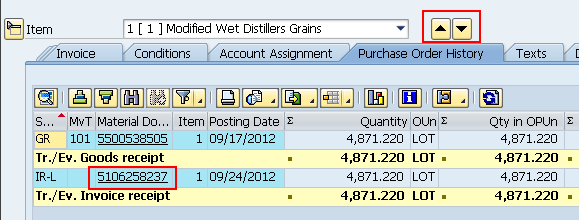 Item 1 [ 1 ] Modified Wet Distillers Grains
Invoice Conditions Account Assignment Purchase Order History Texts
S... MvT Material Do... Item Posting Date Σ Quantity OUn Σ Qty in OPUn
GR 101 5500538505 1 09/17/2012 4,871.220 LOT 4,871.220
Tr./Ev. Goods receipt ▪ 4,871.220 LOT ▪ 4,871.220
IR-L 5106258237 1 09/24/2012 4,871.220 LOT 4,871.220
Tr./Ev. Invoice receipt ▪ 4,871.220 LOT ▪ 4,871.220